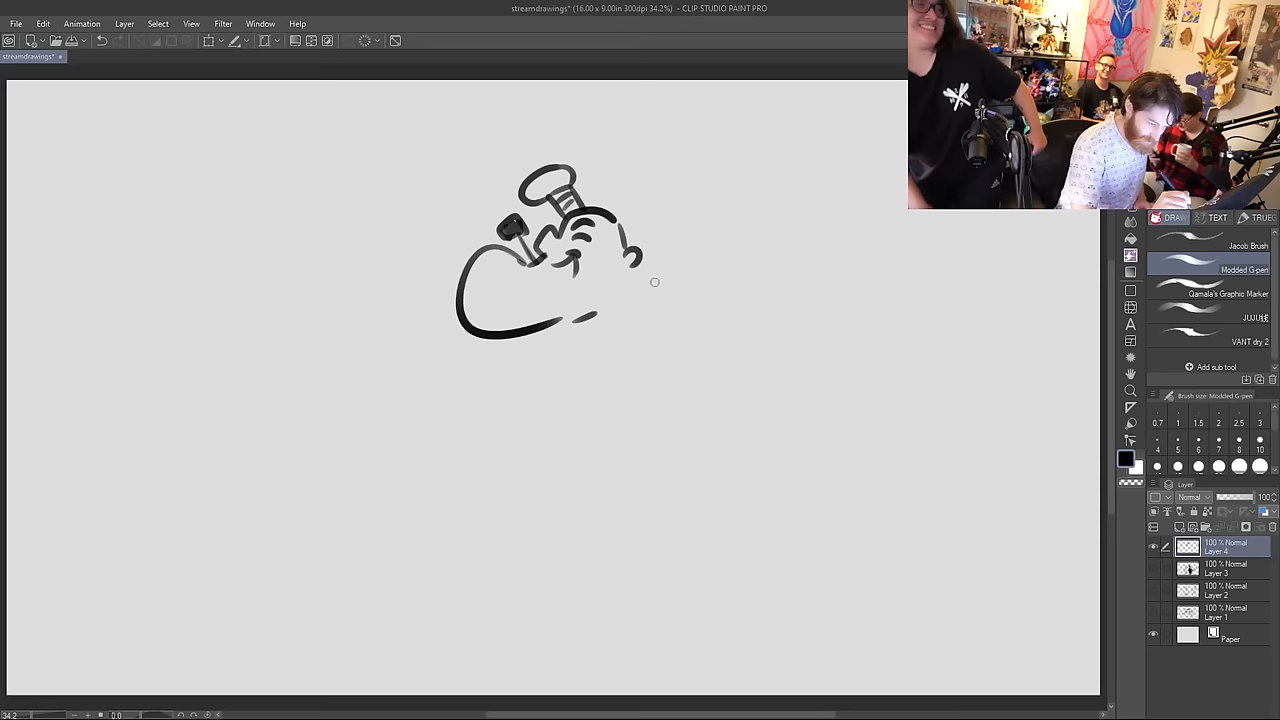 streamdrawings* (16.00 x 9.00in 300dpi 34.2%) - CLIP STUDIO PAINT PRO
File Edit Animation Layer Select View Filter Window Help
streamdrawings*
DRAW TEXT
Jacob Brush
Modded G-pen
Qamala's Graphic Marker
VANT dry 2
Add sub tool
Brush size: Modded G-pen
0.7 1 1.5 2 2.5 3
4 5 6 7 8 10
Layer
Normal 100
100 % Normal
Layer 4
100 % Normal
Layer 3
100 % Normal
Layer 2
100 % Normal
Layer 1
Paper
34.2 0.0